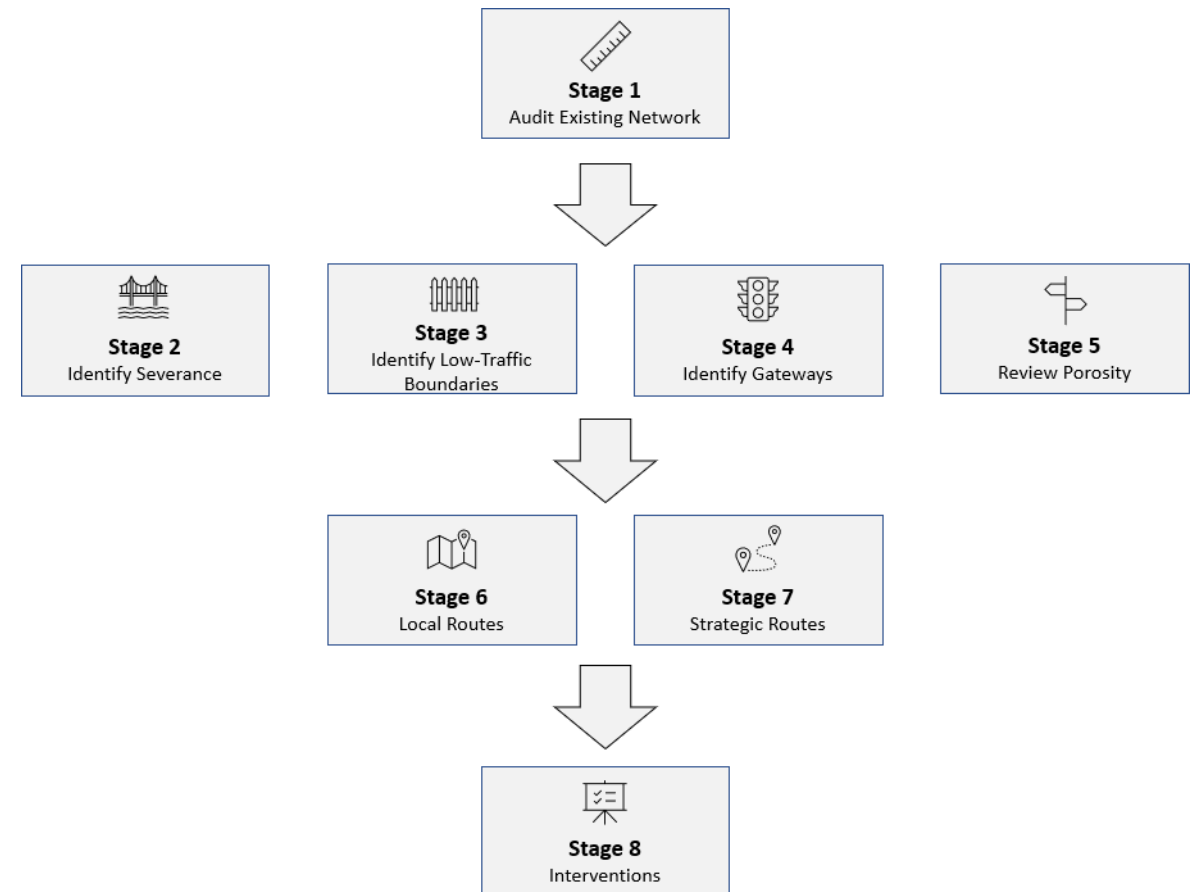 Stage 1
Audit Existing Network
Stage 2
Identify Severance
Stage 3
Identify Low-Traffic
Boundaries
Stage 4
Identify Gateways
Stage 5
Review Porosity
Stage 6
Local Routes
Stage 7
Strategic Routes
Stage 8
Interventions